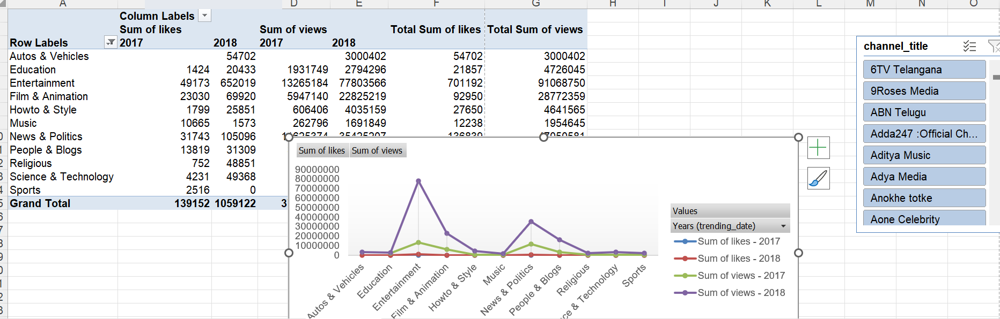 A D E F G H I J K L M N O
Column Labels
Sum of likes Sum of views Total Sum of likes Total Sum of views
Row Labels 2017 2018 2017 2018
Autos & Vehicles 54702 3000402 54702 3000402
Education 1424 20433 1931749 2794296 21857 4726045
Entertainment 49173 652019 13265184 77803566 701192 91068750
Film & Animation 23030 69920 5947140 22825219 92950 28772359
Howto & Style 1799 25851 606406 4035159 27650 4641565
Music 10665 1573 262796 1691849 12238 1954645
News & Politics 31743 105096
People & Blogs 13819 31309
Religious 752 48851
Science & Technology 4231 49368
Sports 2516 0
Grand Total 139152 1059122 3
Sum of likes Sum of views
90000000
80000000
70000000
60000000
50000000
40000000
30000000
20000000
10000000
0
Autos & Vehicles
Education
Entertainment
Film & Animation
Howto & Style
Music
News & Politics
People & Blogs
Religious
ce & Technology
Sports
Values
Years (trending_date)
Sum of likes - 2017
Sum of likes - 2018
Sum of views - 2017
Sum of views - 2018
channel_title
6TV Telangana
9Roses Media
ABN Telugu
Adda247 :Official Ch...
Aditya Music
Adya Media
Anokhe totke
Aone Celebrity